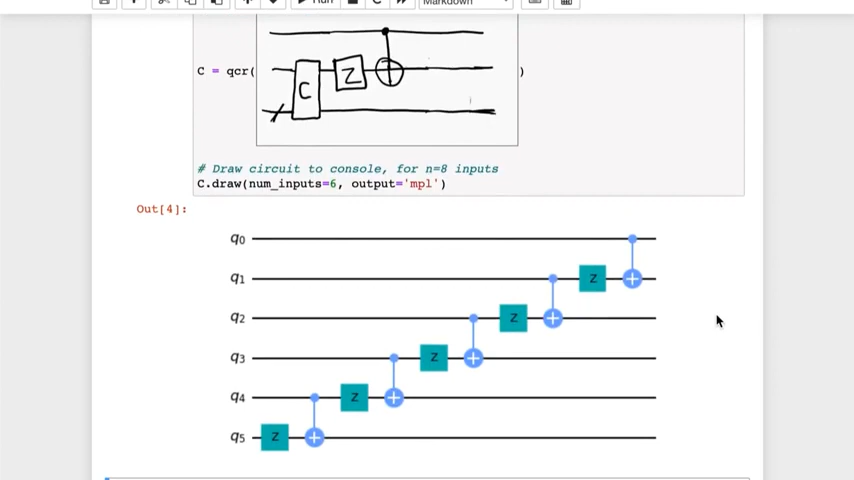 Run
Markdown
C = qcr(
C
Z
)
# Draw circuit to console, for n=8 inputs
C.draw(num_inputs=6, output='mpl')
Out[4]:
q0
q1 Z
q2 Z
q3 Z
q4 Z
q5 Z